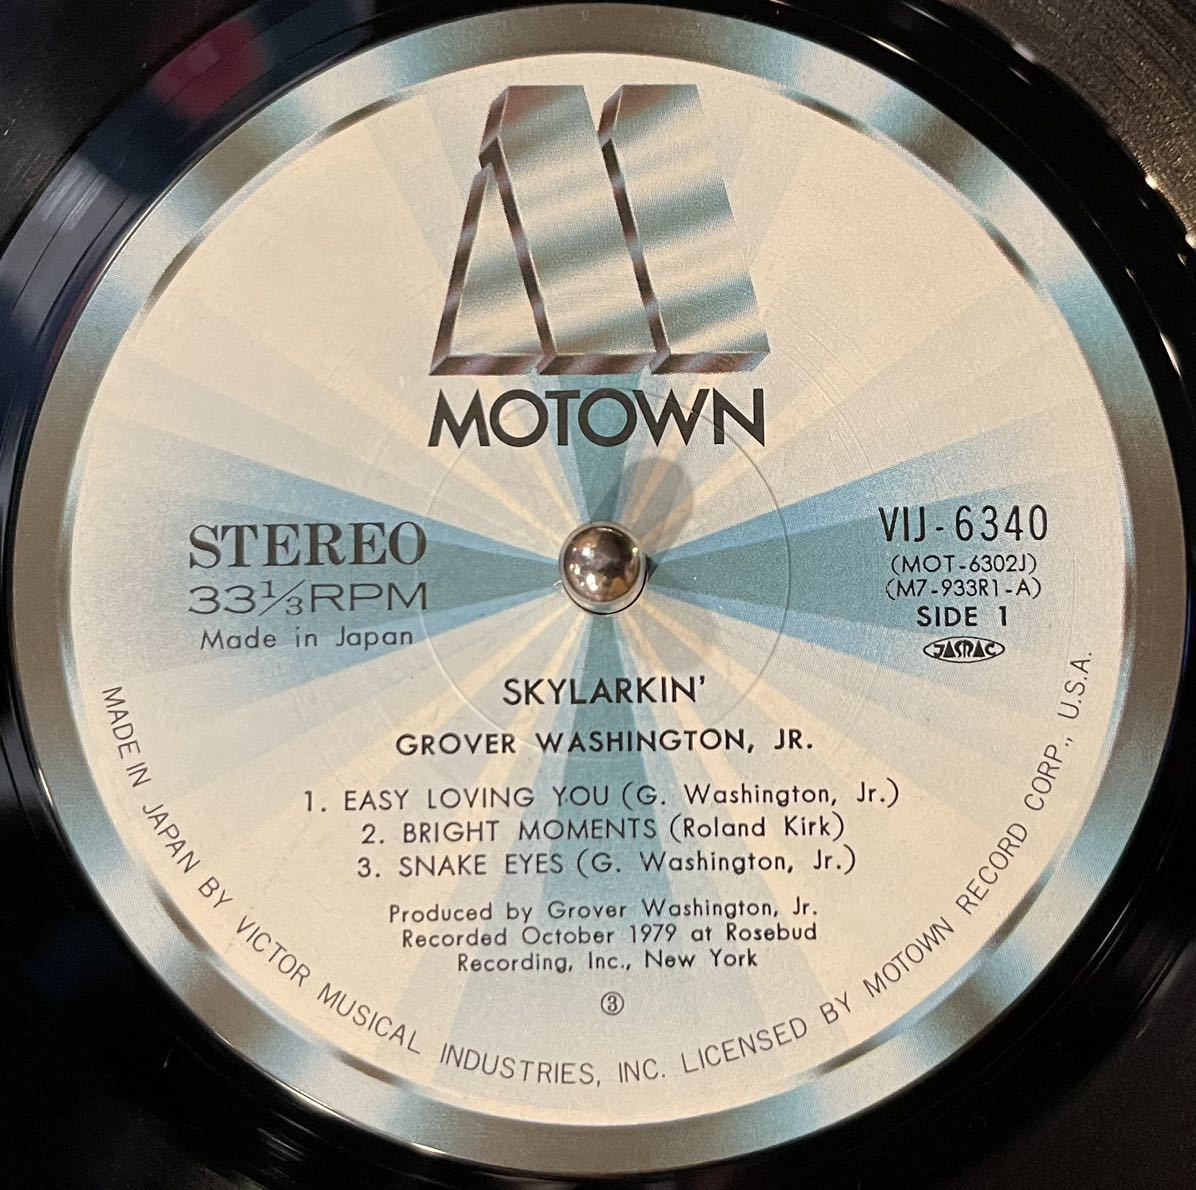 MOTOWN
STEREO
33⅓RPM
Made in Japan
VIJ-6340
(MOT-6302J)
(M7-933R1-A)
SIDE 1
JASRAC
SKYLARKIN'
GROVER WASHINGTON, JR.
1. EASY LOVING YOU (G. Washington, Jr.)
2. BRIGHT MOMENTS (Roland Kirk)
3. SNAKE EYES (G. Washington, Jr.)
Produced by Grover Washington, Jr.
Recorded October 1979 at Rosebud
Recording, Inc., New York
③
MADE IN JAPAN BY VICTOR MUSICAL INDUSTRIES, INC. LICENSED BY MOTOWN RECORD CORP., U.S.A.